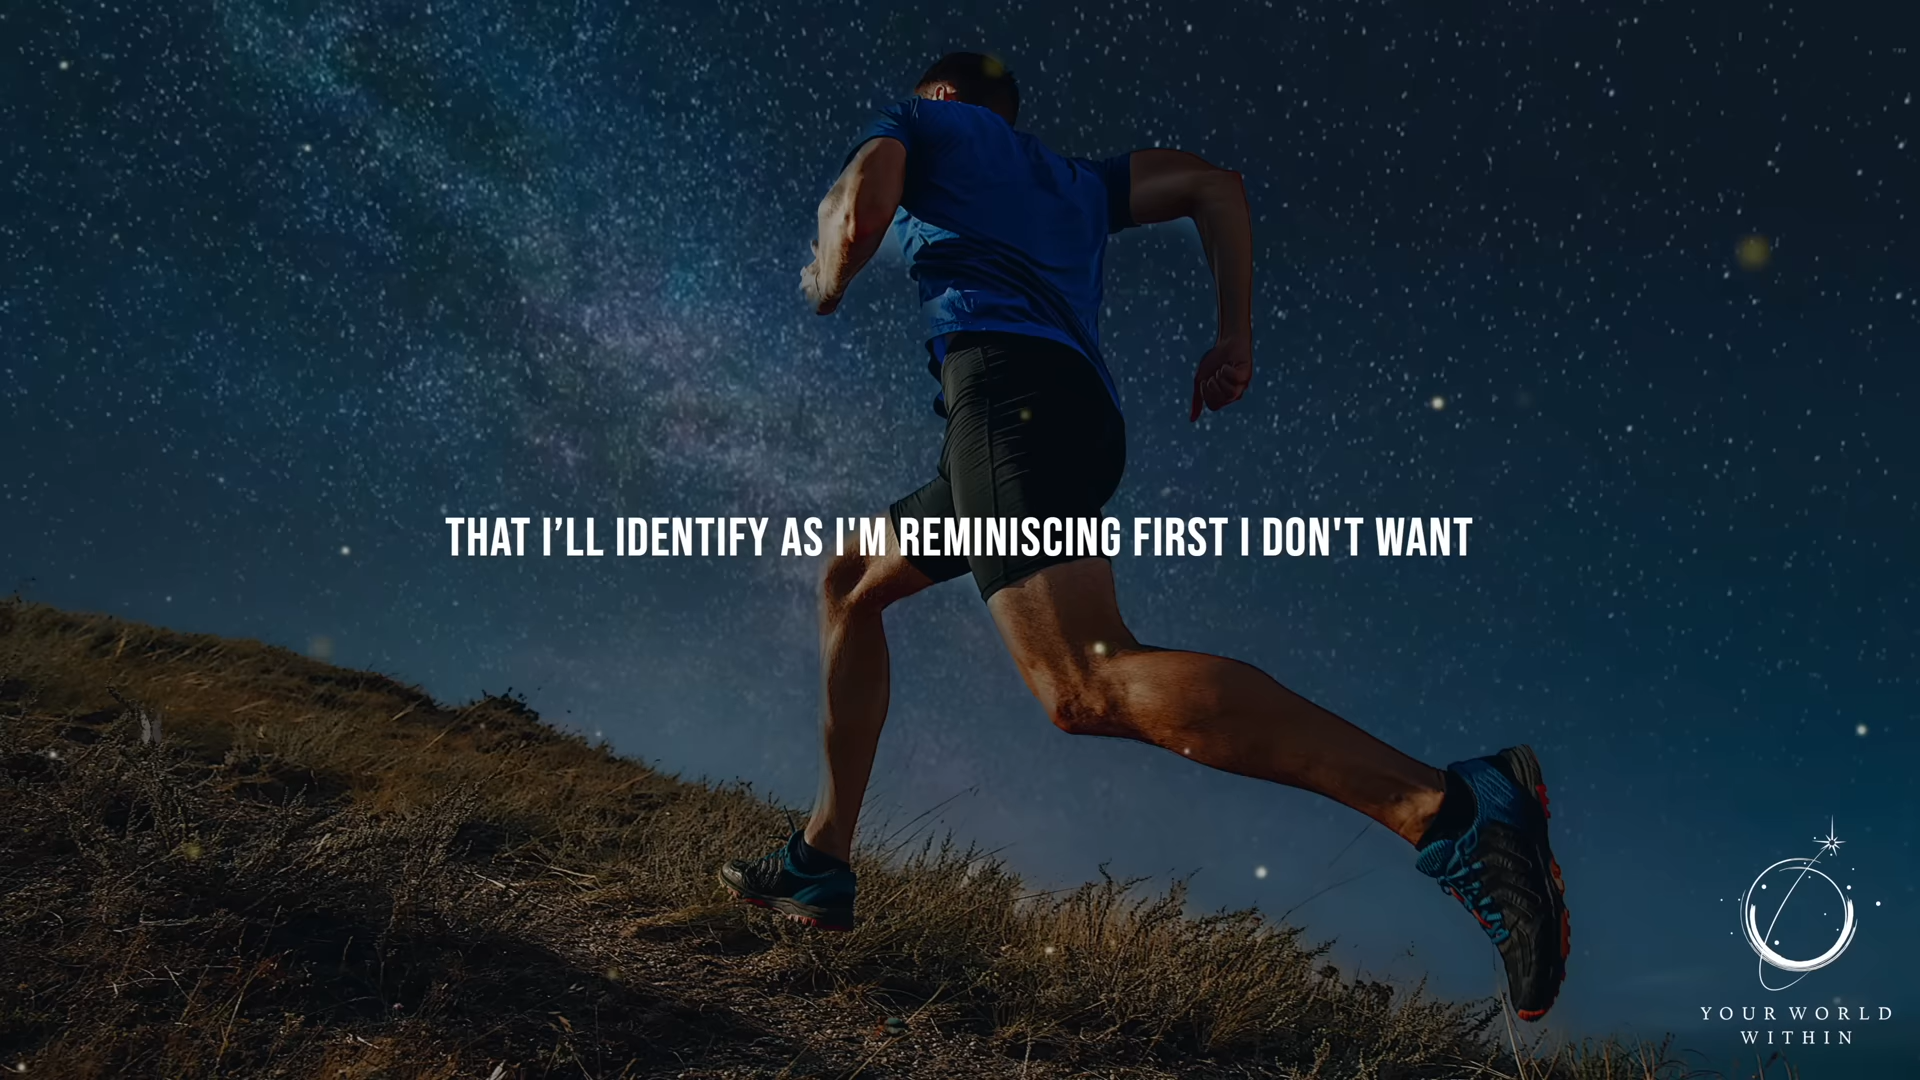 THAT I’LL IDENTIFY AS I'M REMINISCING FIRST I DON'T WANT
YOUR WORLD
WITHIN